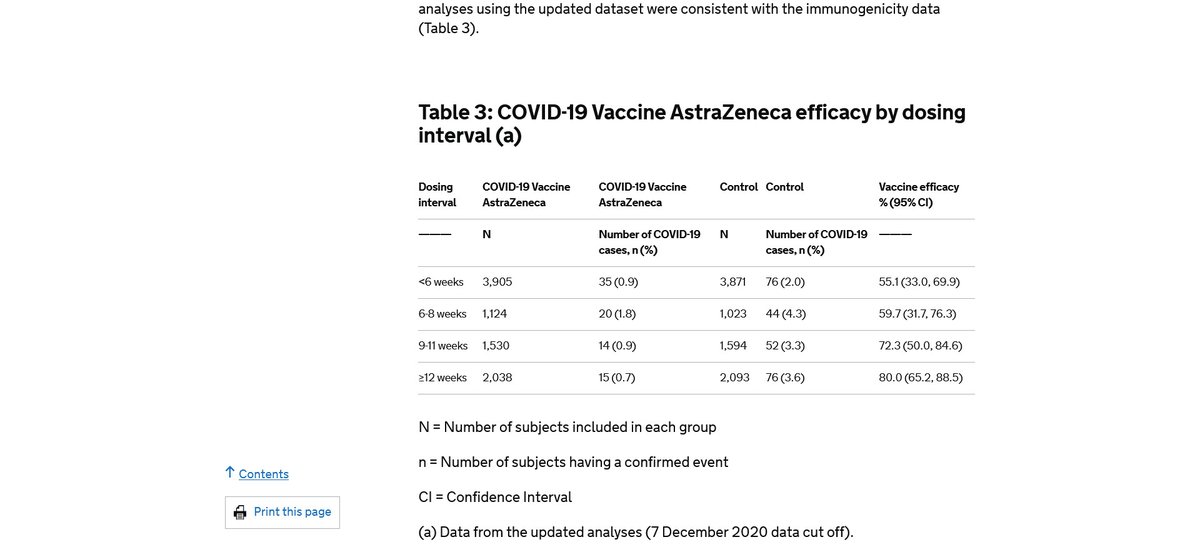 analyses using the updated dataset were consistent with the immunogenicity data
(Table 3).
Table 3: COVID-19 Vaccine AstraZeneca efficacy by dosing
interval (a)
Dosing interval COVID-19 Vaccine AstraZeneca COVID-19 Vaccine AstraZeneca Control Control Vaccine efficacy % (95% CI)
——— N Number of COVID-19 cases, n (%) N Number of COVID-19 cases, n (%) ———
<6 weeks 3,905 35 (0.9) 3,871 76 (2.0) 55.1 (33.0, 69.9)
6-8 weeks 1,124 20 (1.8) 1,023 44 (4.3) 59.7 (31.7, 76.3)
9-11 weeks 1,530 14 (0.9) 1,594 52 (3.3) 72.3 (50.0, 84.6)
≥12 weeks 2,038 15 (0.7) 2,093 76 (3.6) 80.0 (65.2, 88.5)
N = Number of subjects included in each group
n = Number of subjects having a confirmed event
CI = Confidence Interval
(a) Data from the updated analyses (7 December 2020 data cut off).
↑ Contents
Print this page